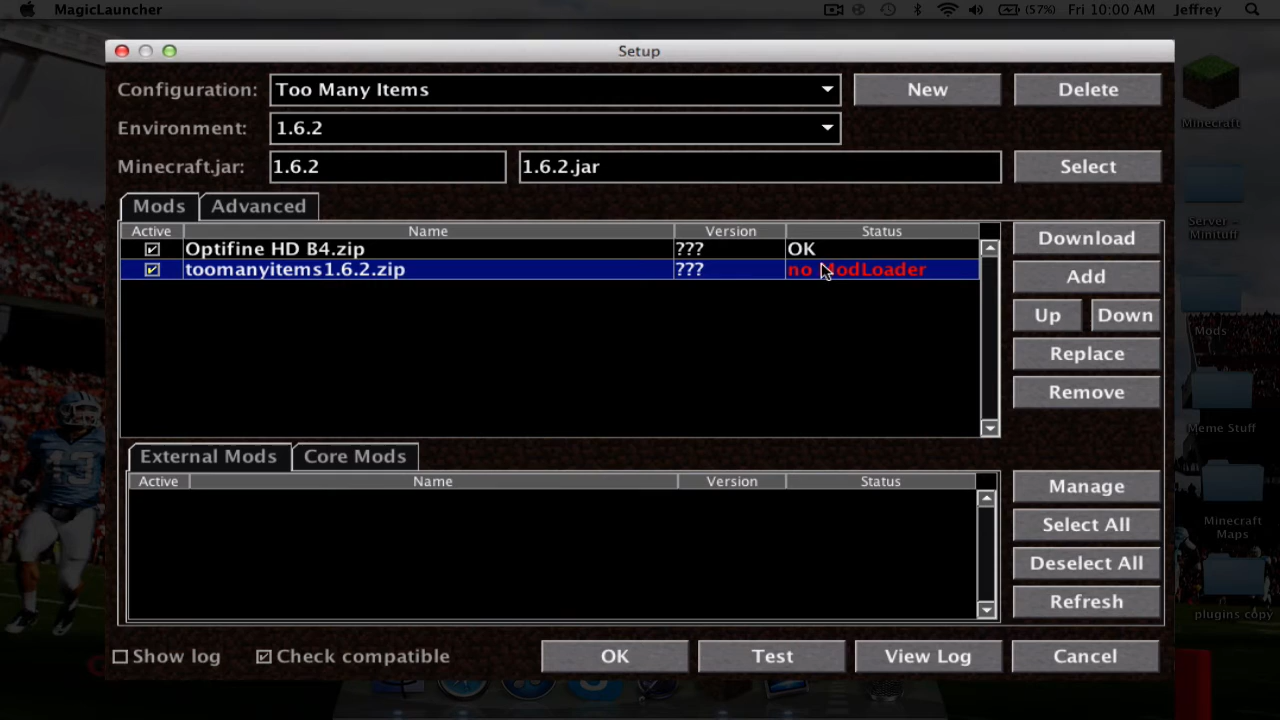 MagicLauncher (57%) Fri 10:00 AM Jeffrey
Setup
Configuration: Too Many Items New Delete
Environment: 1.6.2
Minecraft.jar: 1.6.2 1.6.2.jar Select
Mods Advanced
Active Name Version Status
Optifine HD B4.zip ??? OK
toomanyitems1.6.2.zip ??? no ModLoader
Download
Add
Up Down
Replace
Remove
External Mods Core Mods
Active Name Version Status
Manage
Select All
Deselect All
Refresh
Show log Check compatible OK Test View Log Cancel
Minecraft
Server -
Minituff
Mods
Meme Stuff
Minecraft
Maps
plugins copy